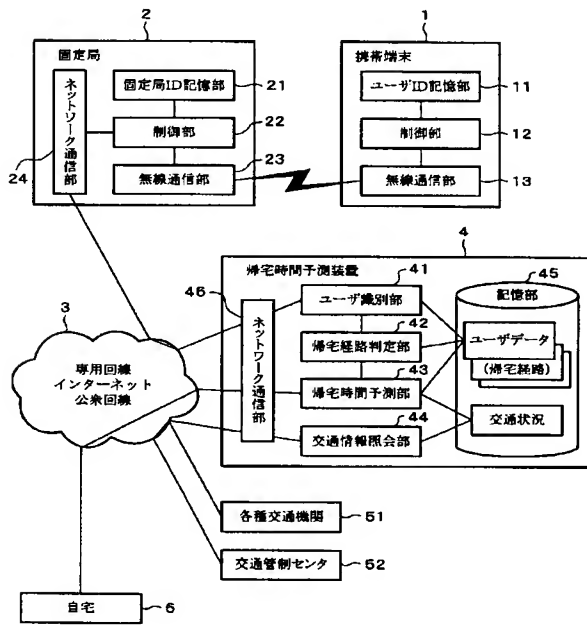 2
固定局
固定局ID記憶部
21
制御部
22
無線通信部
23
ネットワーク通信部
24
1
携帯端末
ユーザID記憶部
11
制御部
12
無線通信部
13
4
帰宅時間予測装置
46
ネットワーク通信部
41
ユーザ識別部
42
帰宅経路判定部
43
帰宅時間予測部
44
交通情報照会部
45
記憶部
ユーザデータ
(帰宅経路)
交通状況
3
専用回線
インターネット
公衆回線
各種交通機関
51
交通管制センタ
52
自宅
5